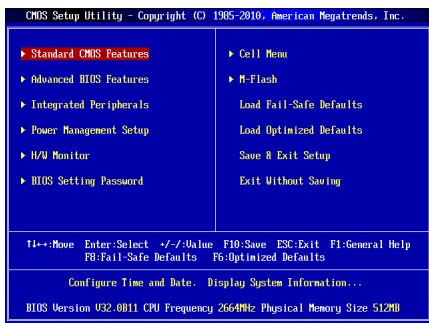 CMOS Setup Utility - Copyright (C) 1985-2010, American Megatrends, Inc.
▶ Standard CMOS Features
▶ Advanced BIOS Features
▶ Integrated Peripherals
▶ Power Management Setup
▶ H/W Monitor
▶ BIOS Setting Password
▶ Cell Menu
▶ M-Flash
Load Fail-Safe Defaults
Load Optimized Defaults
Save & Exit Setup
Exit Without Saving
↑↓←→:Move Enter:Select +/-/:Value F10:Save ESC:Exit F1:General Help
F8:Fail-Safe Defaults F6:Optimized Defaults
Configure Time and Date. Display System Information...
BIOS Version V32.0B11 CPU Frequency 2664MHz Physical Memory Size 512MB